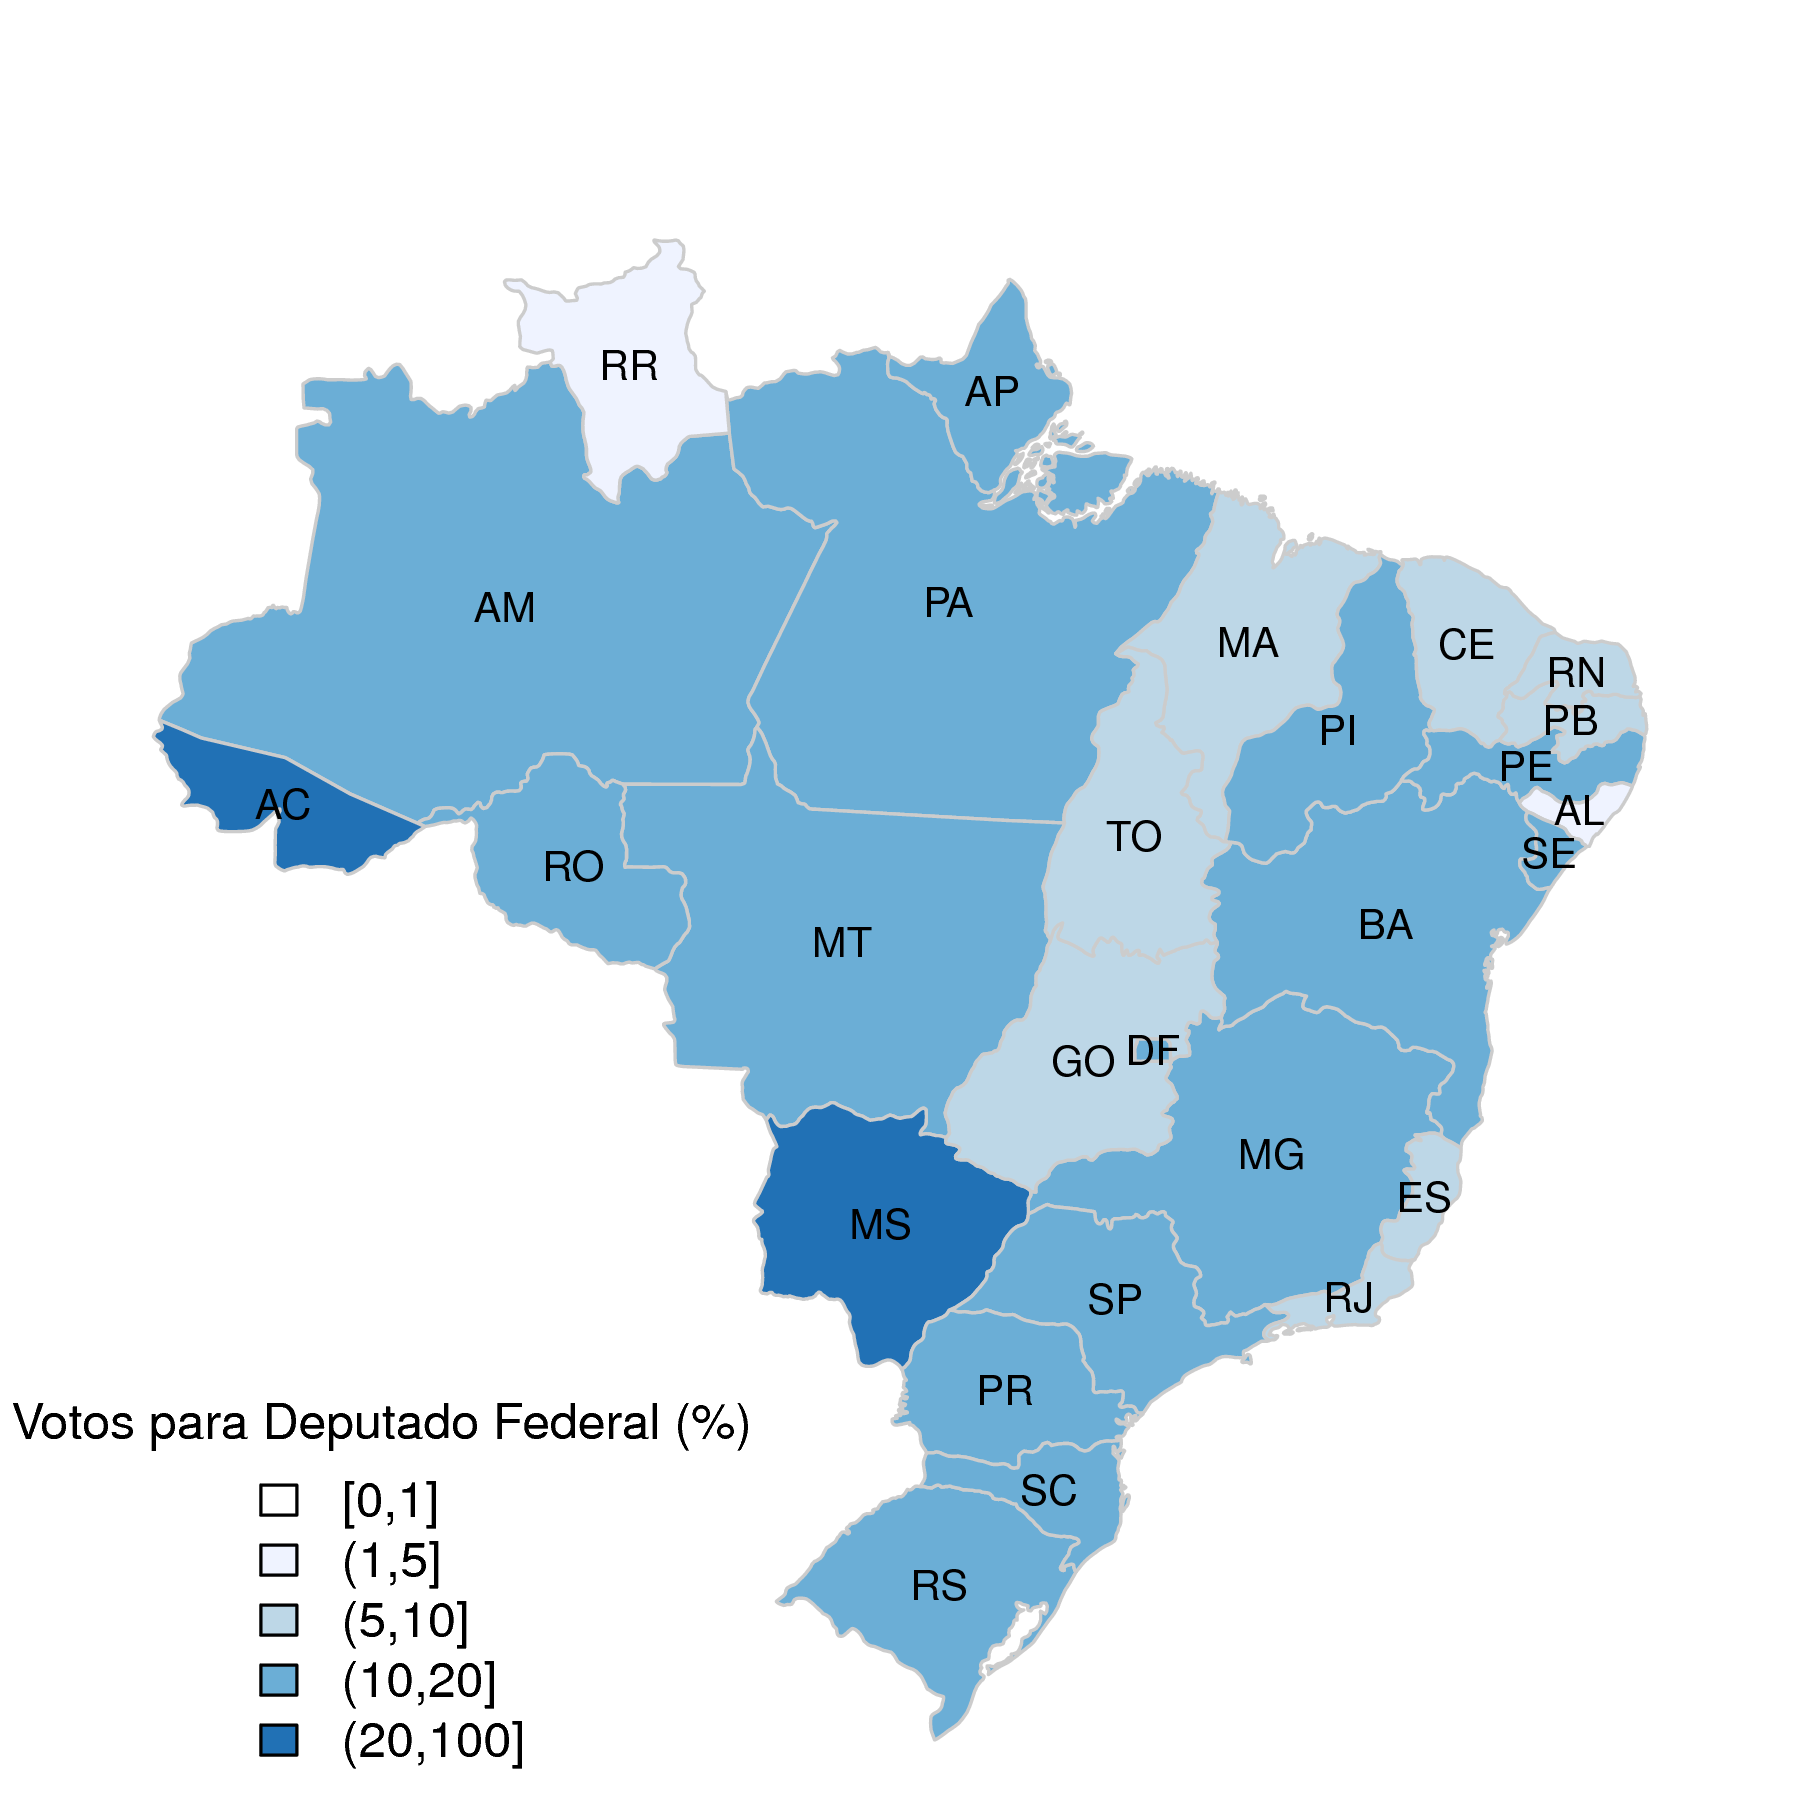 RR
AP
AM
PA
MA
CE
RN
PB
PI
PE
AC
AL
TO
SE
RO
BA
MT
DF
GO
MG
ES
MS
RJ
SP
PR
SC
RS
Votos para Deputado Federal (%)
[0,1]
(1,5]
(5,10]
(10,20]
(20,100]